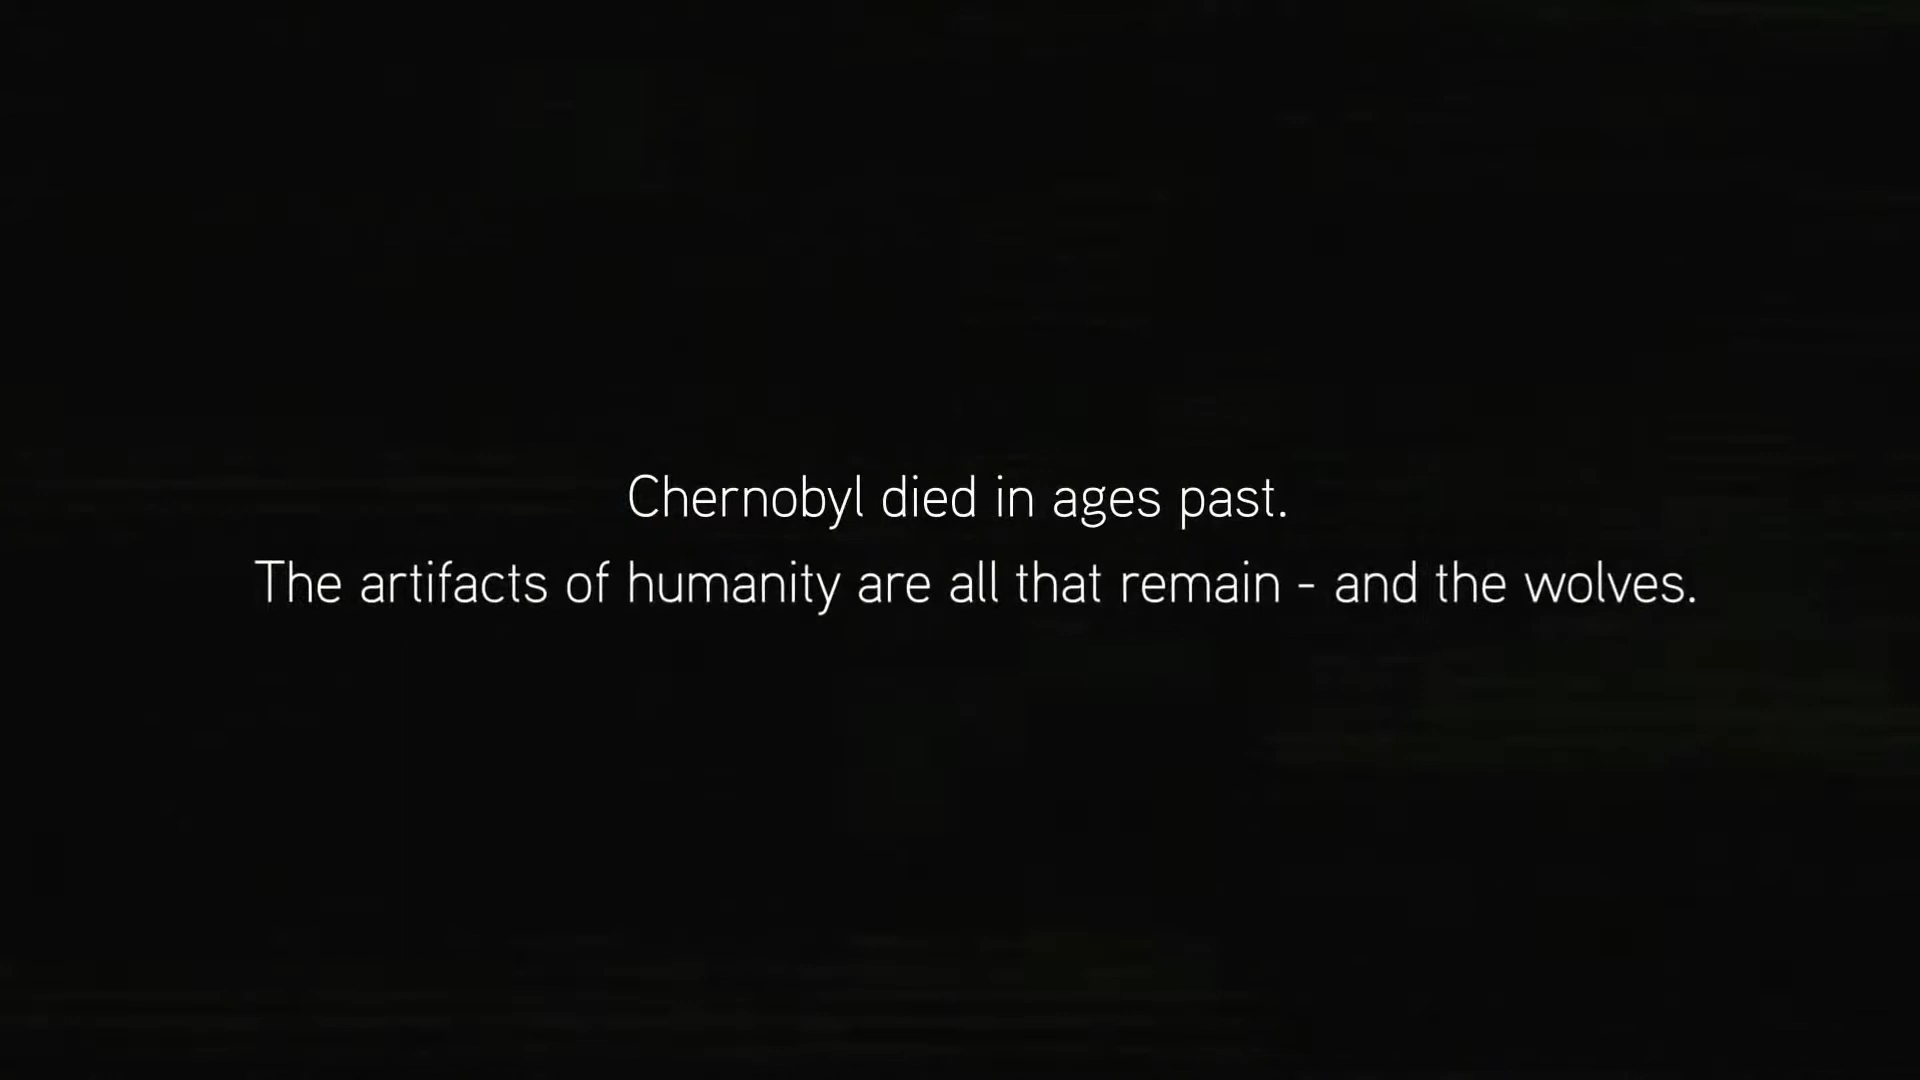 Chernobyl died in ages past.
The artifacts of humanity are all that remain - and the wolves.